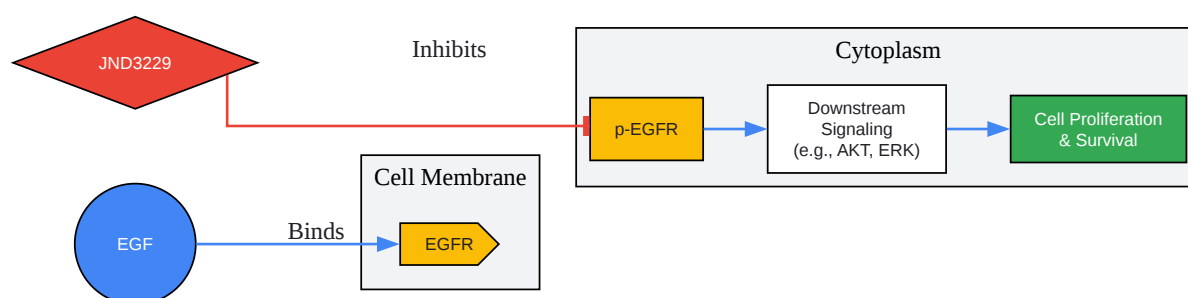 Inhibits
Cytoplasm
JND3229
p-EGFR
Downstream
Signaling
(e.g., AKT, ERK)
Cell Proliferation
& Survival
Cell Membrane
EGF
Binds
EGFR